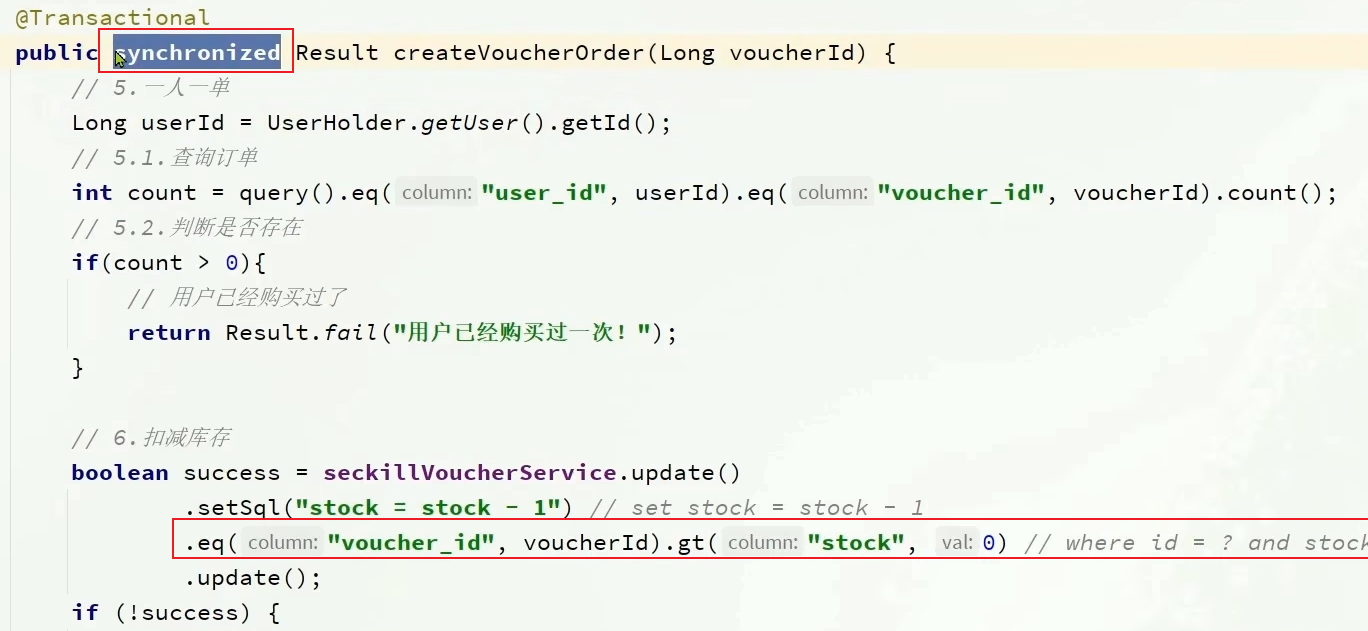 @Transactional
public synchronized Result createVoucherOrder(Long voucherId) {
// 5.一人一单
Long userId = UserHolder.getUser().getId();
// 5.1.查询订单
int count = query().eq( column: "user_id", userId).eq( column: "voucher_id", voucherId).count();
// 5.2.判断是否存在
if(count > 0){
// 用户已经购买过了
return Result.fail("用户已经购买过一次！");
}
// 6.扣减库存
boolean success = seckillVoucherService.update()
.setSql("stock = stock - 1") // set stock = stock - 1
.eq( column: "voucher_id", voucherId).gt( column: "stock", val: 0) // where id = ? and stock
.update();
if (!success) {